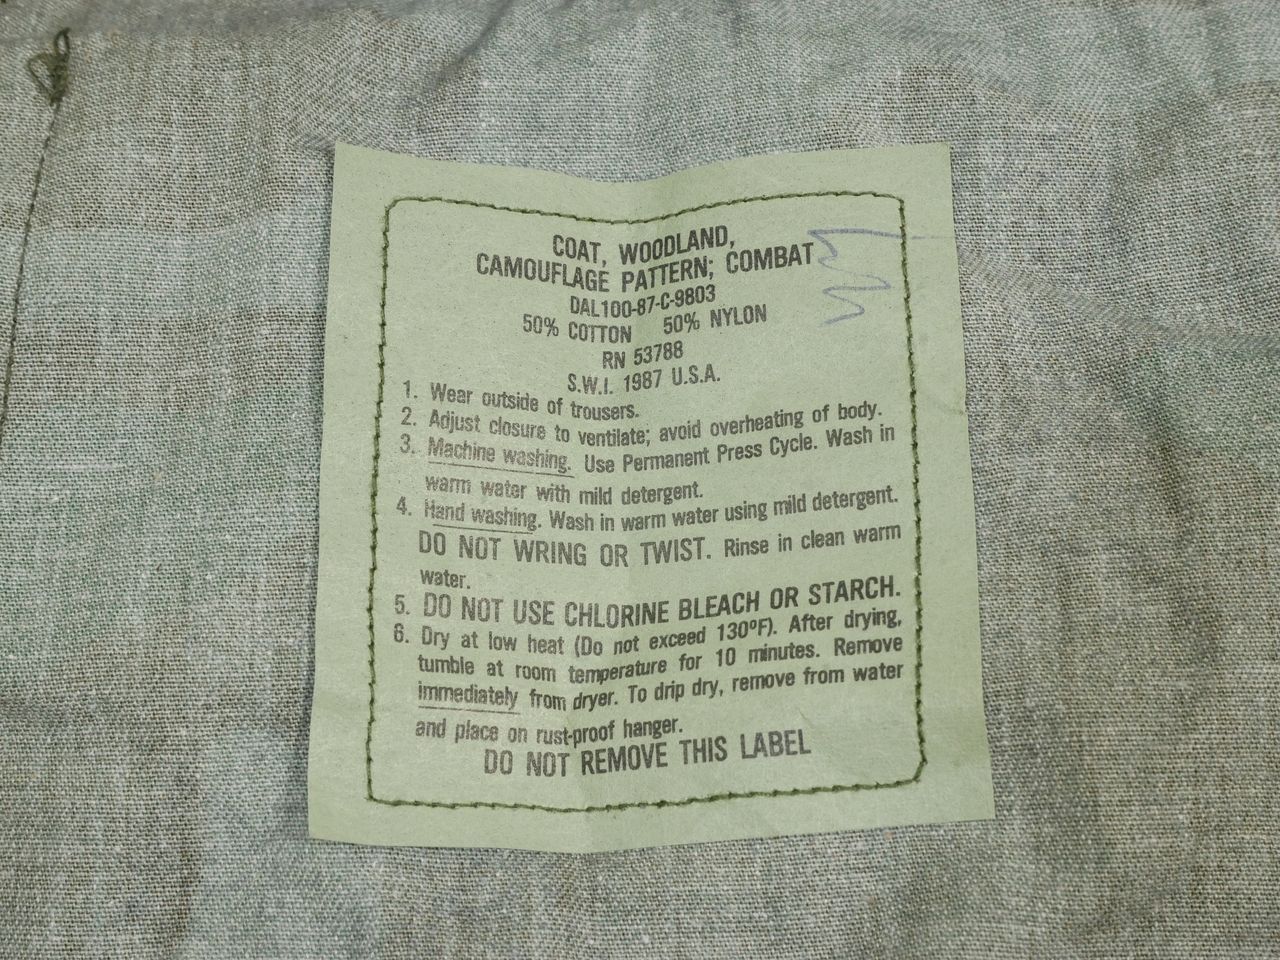 COAT, WOODLAND,
CAMOUFLAGE PATTERN; COMBAT
DAL100-87-C-9803
50% COTTON 50% NYLON
RN 53788
S.W.I. 1987 U.S.A.
1. Wear outside of trousers.
2. Adjust closure to ventilate; avoid overheating of body.
3. Machine washing. Use Permanent Press Cycle. Wash in
warm water with mild detergent.
4. Hand washing. Wash in warm water using mild detergent.
DO NOT WRING OR TWIST. Rinse in clean warm
water.
5. DO NOT USE CHLORINE BLEACH OR STARCH.
6. Dry at low heat (Do not exceed 130ºF). After drying,
tumble at room temperature for 10 minutes. Remove
immediately from dryer. To drip dry, remove from water
and place on rust-proof hanger.
DO NOT REMOVE THIS LABEL